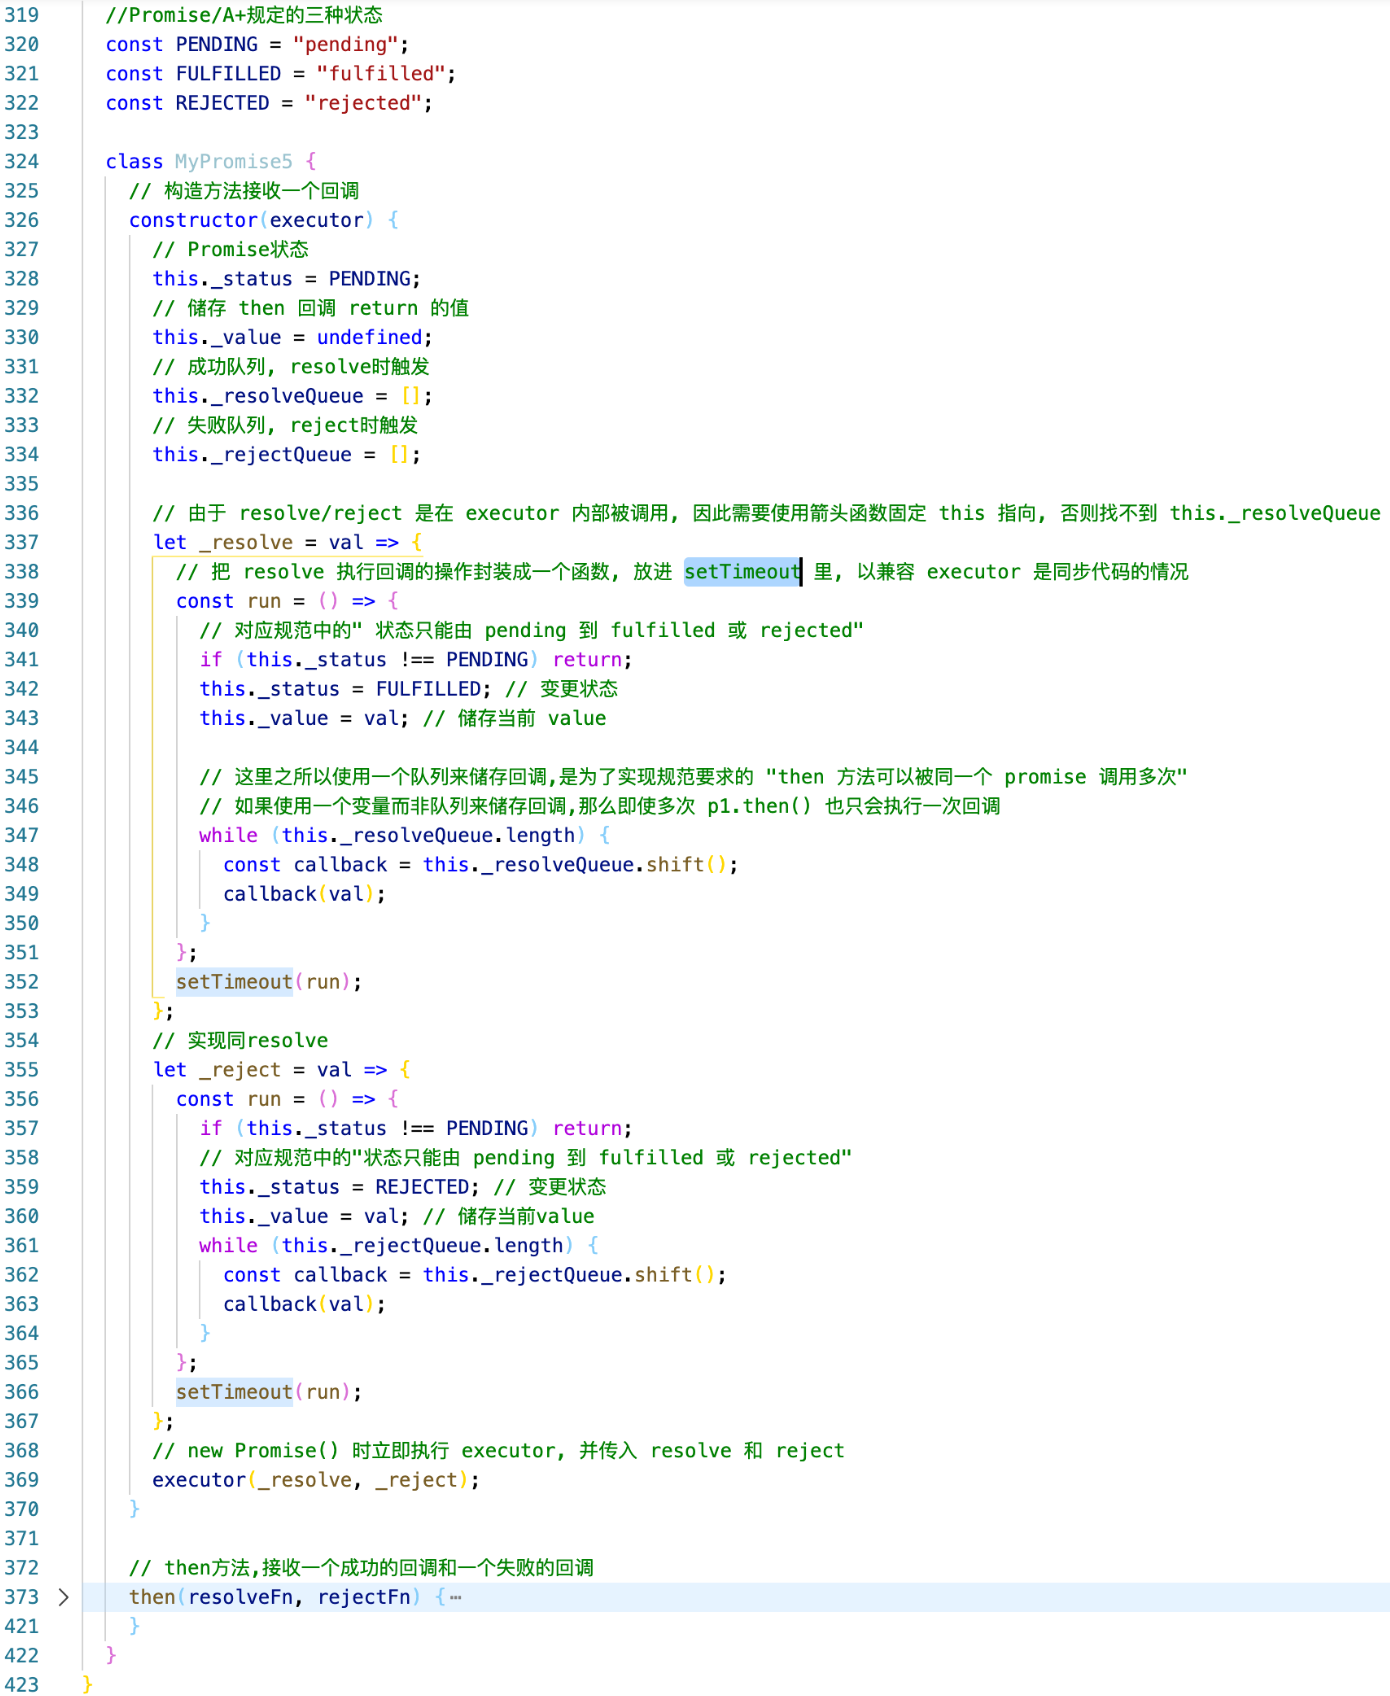 319 //Promise/A+规定的三种状态
320 const PENDING = "pending";
321 const FULFILLED = "fulfilled";
322 const REJECTED = "rejected";
323
324 class MyPromise5 {
325 // 构造方法接收一个回调
326 constructor(executor) {
327 // Promise状态
328 this._status = PENDING;
329 // 储存 then 回调 return 的值
330 this._value = undefined;
331 // 成功队列, resolve时触发
332 this._resolveQueue = [];
333 // 失败队列, reject时触发
334 this._rejectQueue = [];
335
336 // 由于 resolve/reject 是在 executor 内部被调用, 因此需要使用箭头函数固定 this 指向, 否则找不到 this._resolveQueue
337 let _resolve = val => {
338 // 把 resolve 执行回调的操作封装成一个函数, 放进 setTimeout 里, 以兼容 executor 是同步代码的情况
339 const run = () => {
340 // 对应规范中的" 状态只能由 pending 到 fulfilled 或 rejected"
341 if (this._status !== PENDING) return;
342 this._status = FULFILLED; // 变更状态
343 this._value = val; // 储存当前 value
344
345 // 这里之所以使用一个队列来储存回调,是为了实现规范要求的 "then 方法可以被同一个 promise 调用多次"
346 // 如果使用一个变量而非队列来储存回调,那么即使多次 p1.then() 也只会执行一次回调
347 while (this._resolveQueue.length) {
348 const callback = this._resolveQueue.shift();
349 callback(val);
350 }
351 };
352 setTimeout(run);
353 };
354 // 实现同resolve
355 let _reject = val => {
356 const run = () => {
357 if (this._status !== PENDING) return;
358 // 对应规范中的"状态只能由 pending 到 fulfilled 或 rejected"
359 this._status = REJECTED; // 变更状态
360 this._value = val; // 储存当前value
361 while (this._rejectQueue.length) {
362 const callback = this._rejectQueue.shift();
363 callback(val);
364 }
365 };
366 setTimeout(run);
367 };
368 // new Promise() 时立即执行 executor, 并传入 resolve 和 reject
369 executor(_resolve, _reject);
370 }
371
372 // then方法,接收一个成功的回调和一个失败的回调
373 then(resolveFn, rejectFn) {⋯
421 }
422 }
423 }